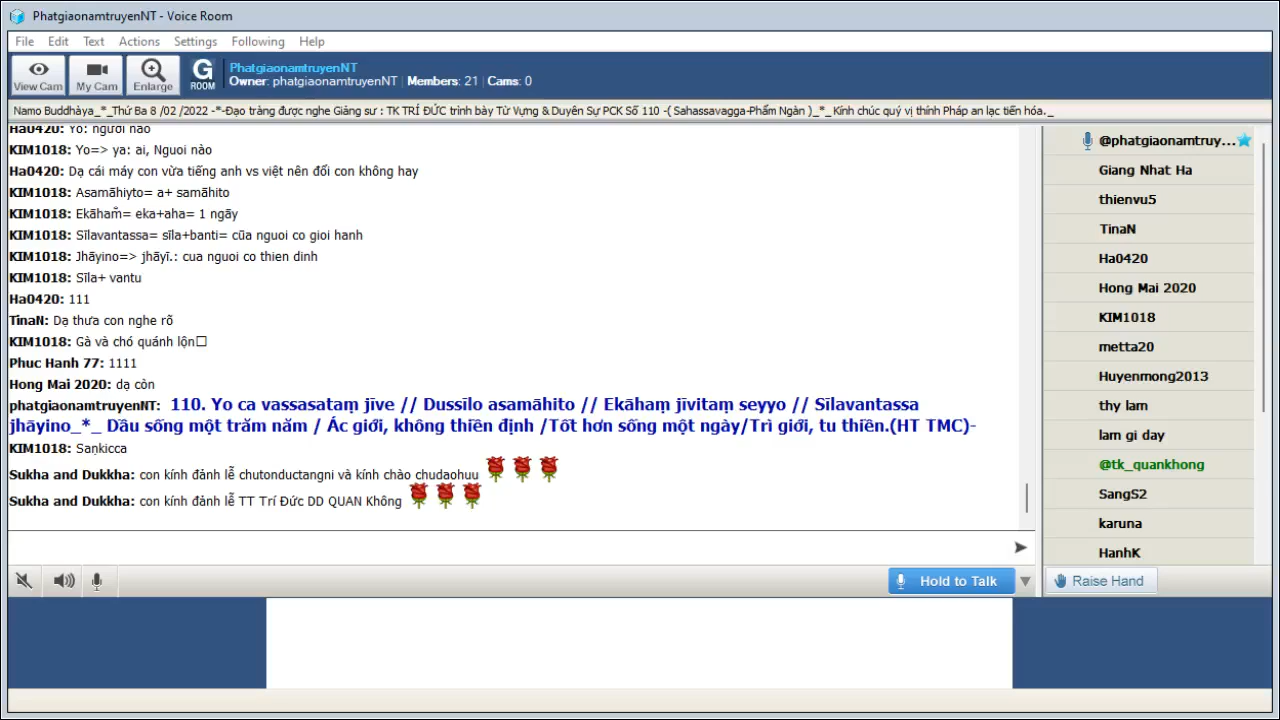 PhatgiaonamtruyenNT - Voice Room
File Edit Text Actions Settings Following Help
View Cam My Cam Enlarge G ROOM PhatgiaonamtruyenNT
Owner: phatgiaonamtruyenNT | Members: 21 | Cams: 0
Namo Buddhàya_*_Thứ Ba 8 /02 /2022 -*-Đạo tràng được nghe Giảng sư : TK TRÍ ĐỨC trình bày Từ Vựng & Duyên Sự PCK Số 110 -( Sahassavagga-Phẩm Ngàn )_*_ Kính chúc quý vị thính Pháp an lạc tiến hóa._
Ha0420: Yo: người nào
KIM1018: Yo=> ya: ai, Nguoi nào
Ha0420: Dạ cái máy con vừa tiếng anh vs việt nên đổi con không hay
KIM1018: Asamāhiyto= a+ samāhito
KIM1018: Ekāham̐= eka+aha= 1 ngãy
KIM1018: Sīlavantassa= sīla+banti= cũa nguoi co gioi hanh
KIM1018: Jhāyino=> jhāyī.: cua nguoi co thien dinh
KIM1018: Sīla+ vantu
Ha0420: 111
TinaN: Dạ thưa con nghe rõ
KIM1018: Gà và chó quánh lộn
Phuc Hanh 77: 1111
Hong Mai 2020: dạ còn
phatgiaonamtruyenNT: 110. Yo ca vassasataṃ jīve // Dussīlo asamāhito // Ekāhaṃ jīvitaṃ seyyo // Sīlavantassa
jhāyino_*_ Dầu sống một trăm năm / Ác giới, không thiền định /Tốt hơn sống một ngày/Trì giới, tu thiền.(HT TMC)-
KIM1018: Saṇkicca
Sukha and Dukkha: con kính đảnh lễ chutonductangni và kính chào chudaohuu
Sukha and Dukkha: con kính đảnh lễ TT Trí Đức DD QUAN Không
@phatgiaonamtruy...
Giang Nhat Ha
thienvu5
TinaN
Ha0420
Hong Mai 2020
KIM1018
metta20
Huyenmong2013
thy lam
lam gi day
@tk_quankhong
SangS2
karuna
HanhK
Hold to Talk
Raise Hand